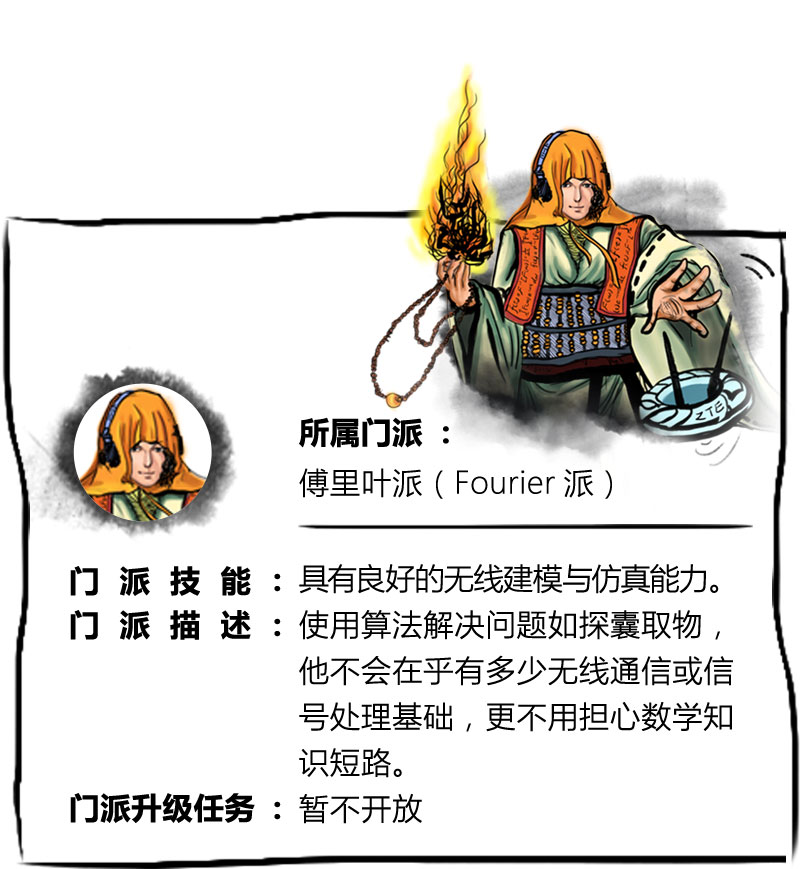 ZTE
所属门派：
傅里叶派（Fourier 派）
门派技能：具有良好的无线建模与仿真能力。
门派描述：使用算法解决问题如探囊取物，
他不会在乎有多少无线通信或信
号处理基础，更不用担心数学知
识短路。
门派升级任务：暂不开放